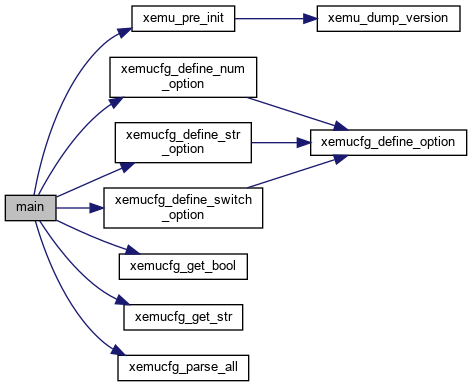 xemu_pre_init
xemu_dump_version
xemucfg_define_num
_option
xemucfg_define_str
_option
xemucfg_define_option
main
xemucfg_define_switch
_option
xemucfg_get_bool
xemucfg_get_str
xemucfg_parse_all